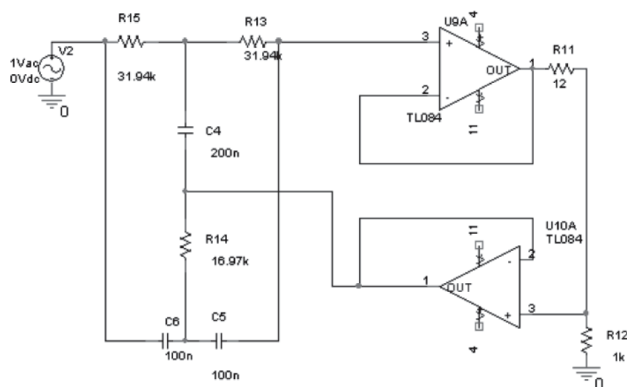 R15
R13
V2
1Vac
0Vdc
0
31.94k
31.94k
C4
200n
R14
16.97k
C6
C5
100n
100n
U9A
4
3
+
OUT
1
2
-
TL084
11
R11
12
U10A
TL084
11
2
-
1
OUT
+
3
4
R12
1k
0